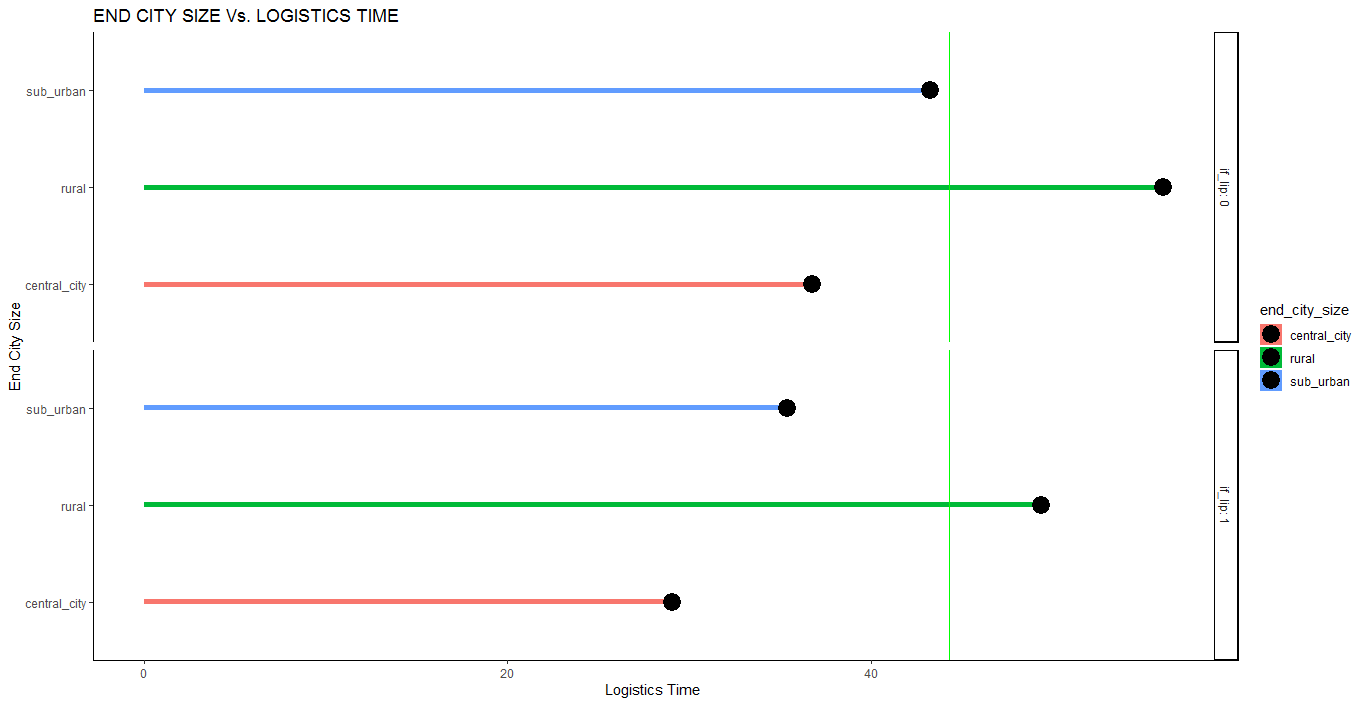 END CITY SIZE Vs. LOGISTICS TIME
sub_urban
rural
central_city
if_lip: 0
End City Size
sub_urban
rural
central_city
if_lip: 1
0 20 40
Logistics Time
end_city_size
central_city
rural
sub_urban